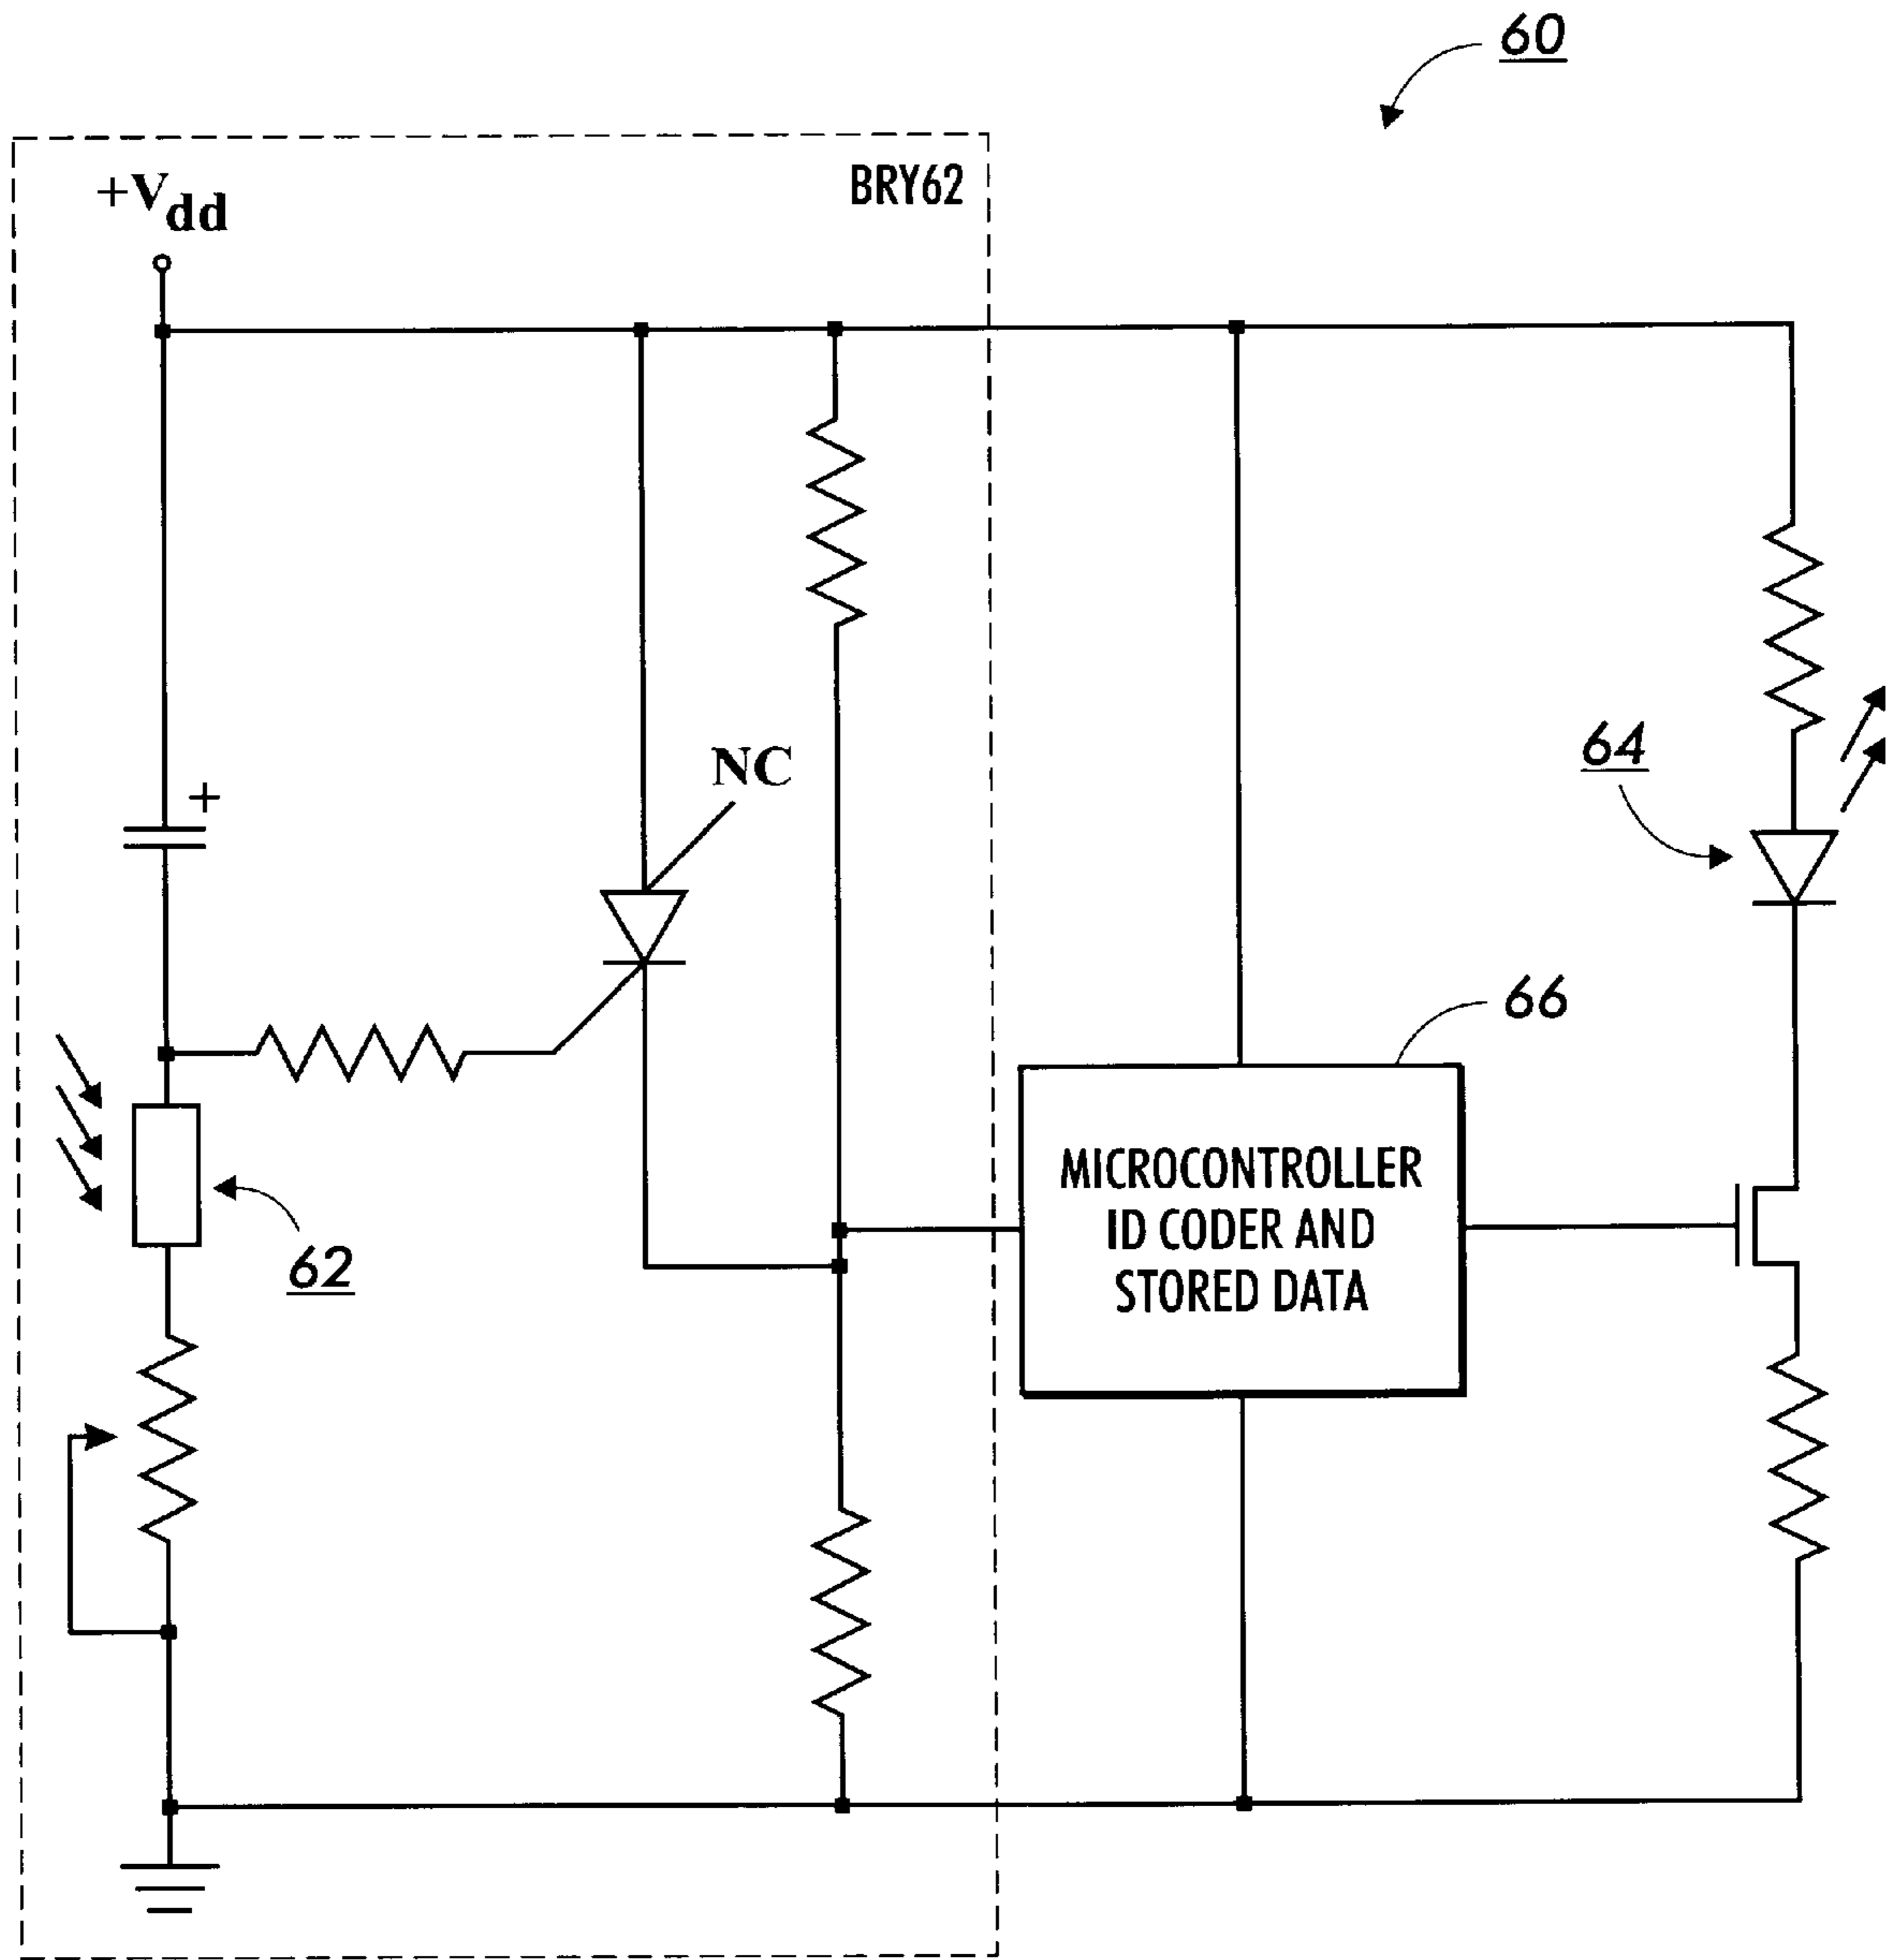 60
BRY62
+Vdd
NC
+
64
66
MICROCONTROLLER
ID CODER AND
STORED DATA
62